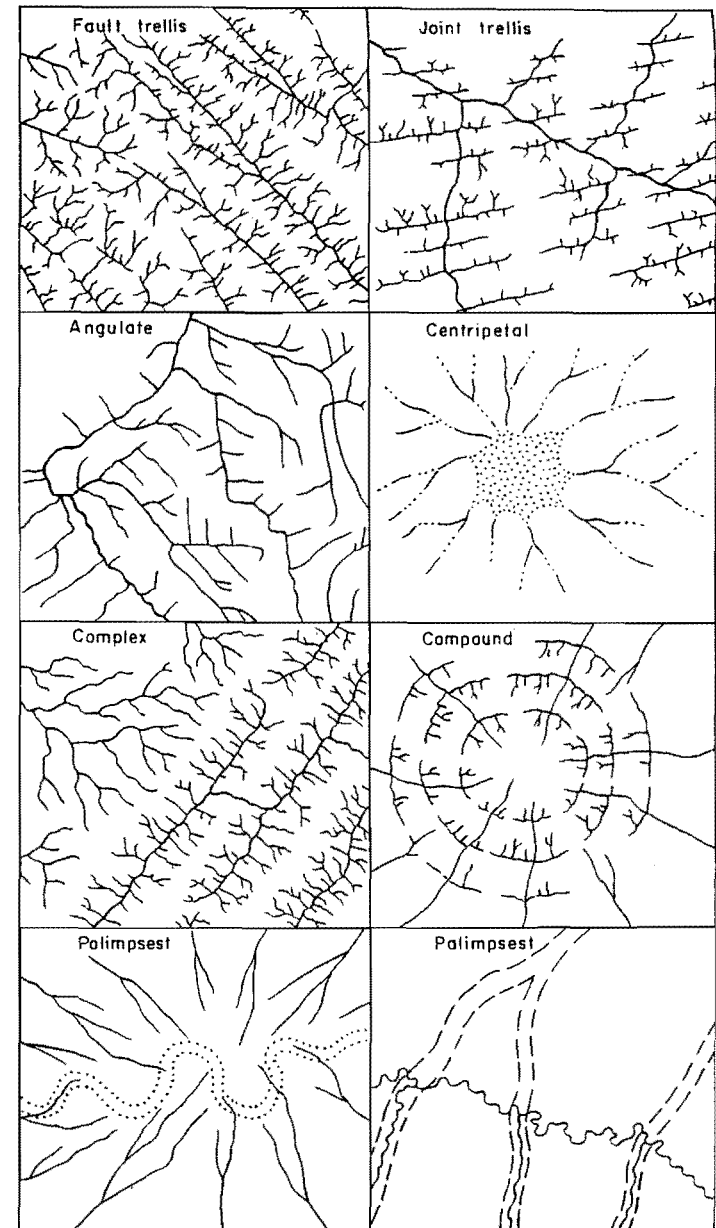 Fault trellis
Joint trellis
Angulate
Centripetal
Complex
Compound
Palimpsest
Palimpsest